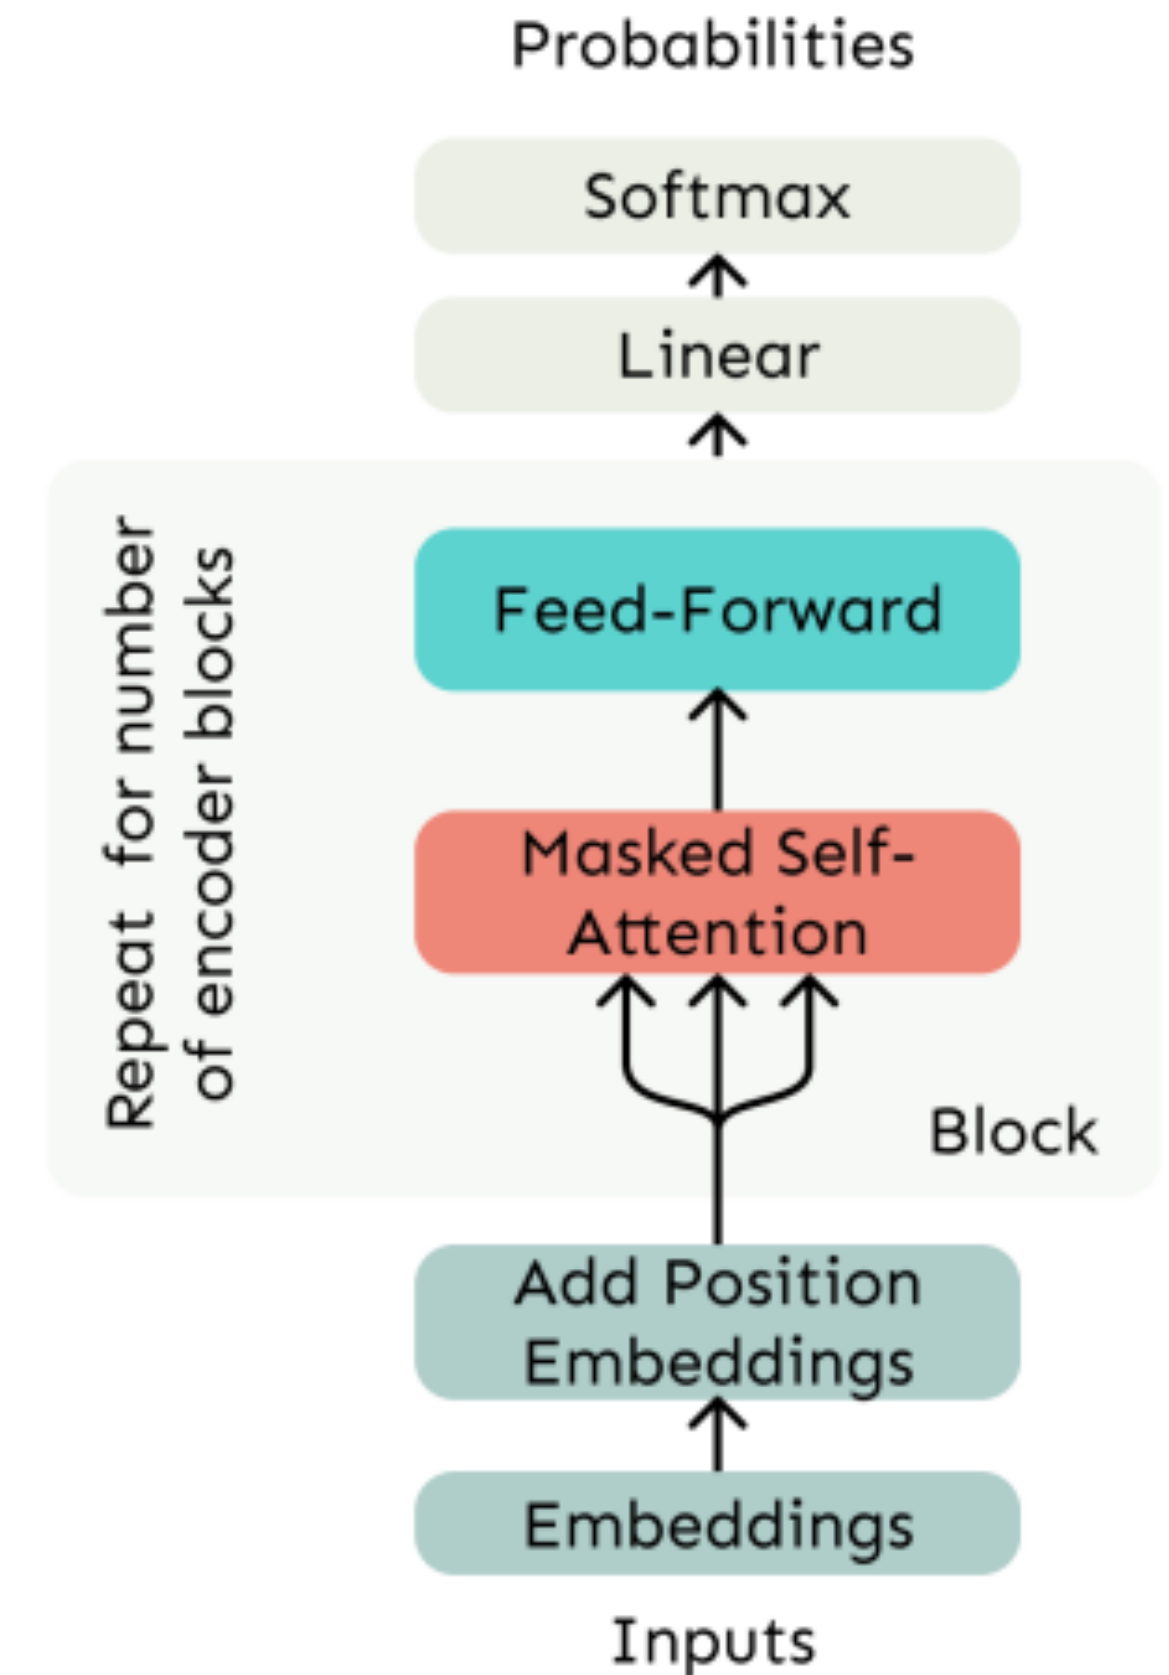 Probabilities
Softmax
Linear
Repeat for number
of encoder blocks
Feed-Forward
Masked Self-
Attention
Block
Add Position
Embeddings
Embeddings
Inputs